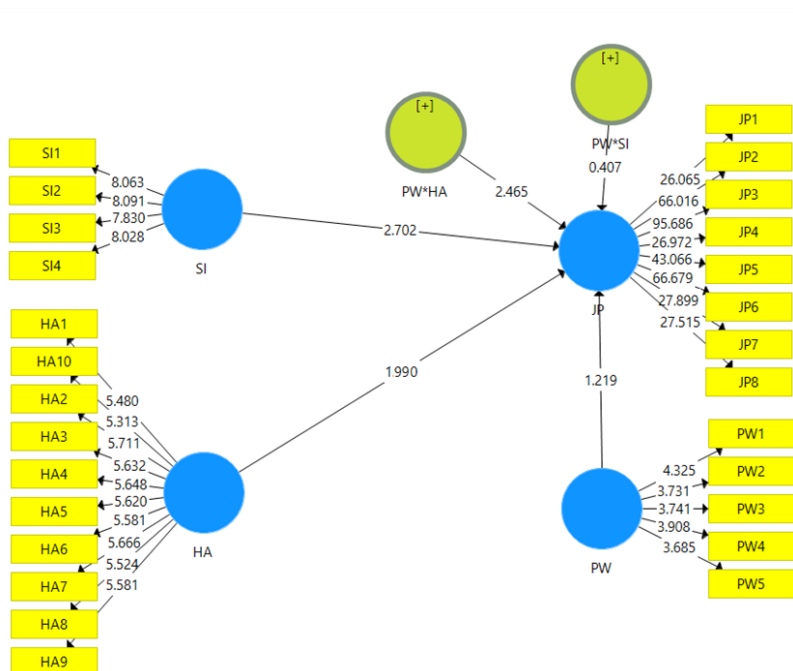 [+]
PW*HA
[+]
PW*SI
0.407
2.465
SI1
SI2
SI3
SI4
8.063
8.091
7.830
8.028
SI
2.702
JP
JP1
JP2
JP3
JP4
JP5
JP6
JP7
JP8
26.065
66.016
95.686
26.972
43.066
66.679
27.899
27.515
HA1
HA10
HA2
HA3
HA4
HA5
HA6
HA7
HA8
HA9
5.480
5.313
5.711
5.632
5.648
5.620
5.581
5.666
5.524
5.581
HA
1.990
1.219
PW
4.325
3.731
3.741
3.908
3.685
PW1
PW2
PW3
PW4
PW5